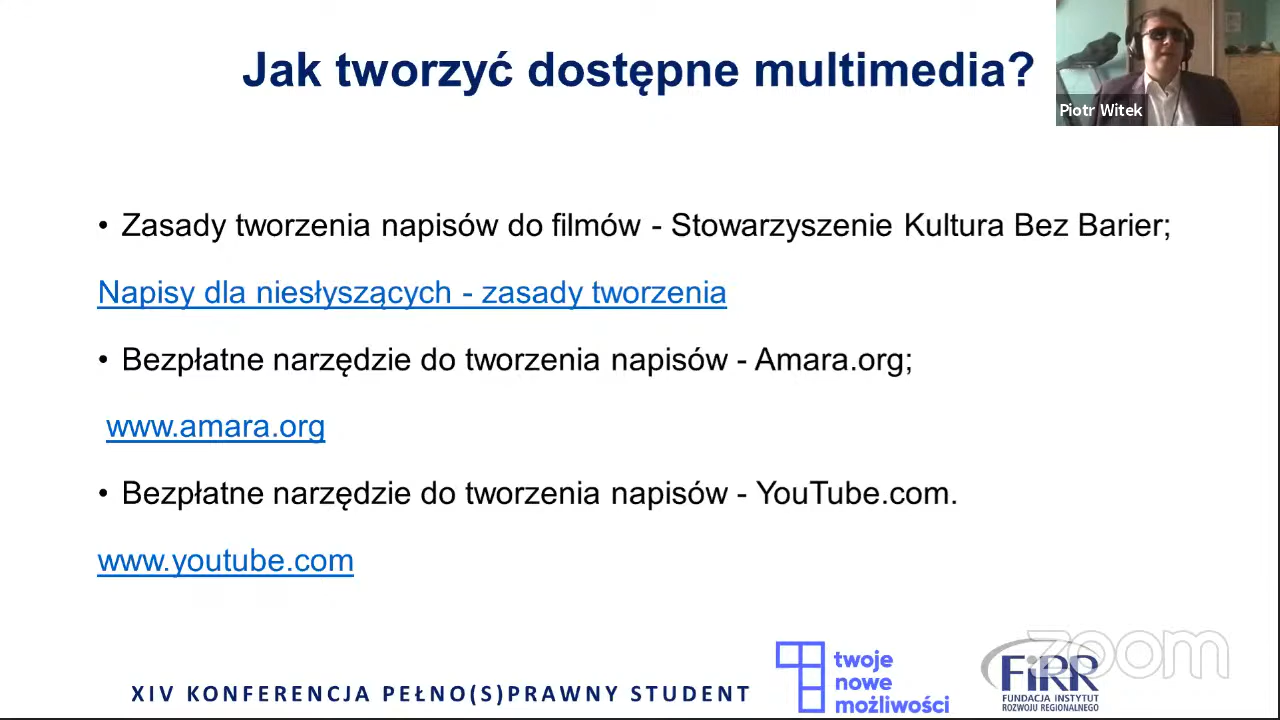 Jak tworzyć dostępne multimedia?
Piotr Witek
• Zasady tworzenia napisów do filmów - Stowarzyszenie Kultura Bez Barier;
Napisy dla niesłyszących - zasady tworzenia
• Bezpłatne narzędzie do tworzenia napisów - Amara.org;
www.amara.org
• Bezpłatne narzędzie do tworzenia napisów - YouTube.com.
www.youtube.com
XIV KONFERENCJA PEŁNO(S)PRAWNY STUDENT
twoje
nowe
możliwości
FiRR
FUNDACJA INSTYTUT
ROZWOJU REGIONALNEGO
zoom